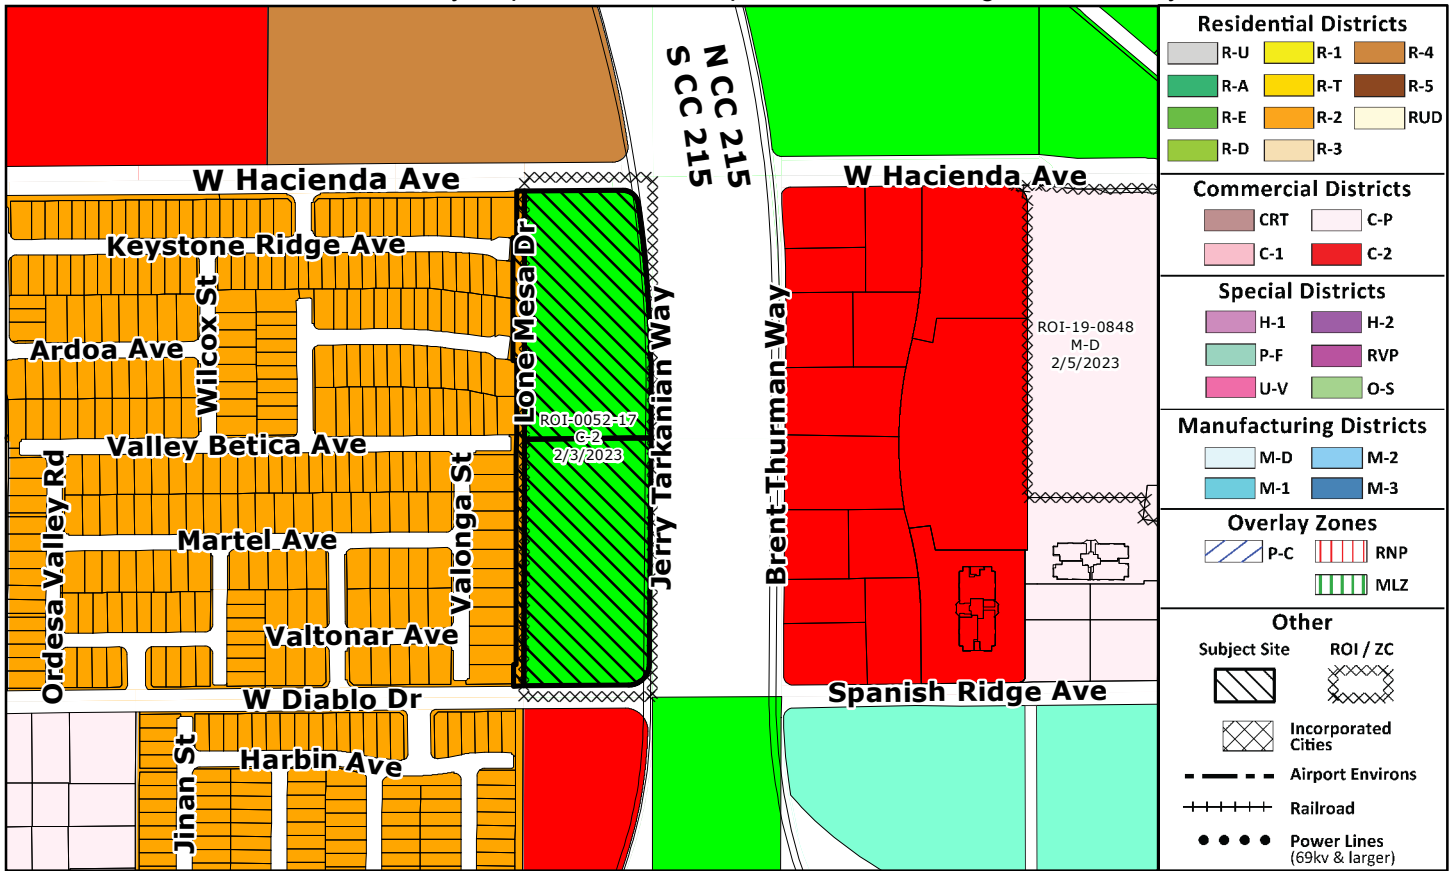 N CC 215
S CC 215
W Hacienda Ave
W Hacienda Ave
Keystone Ridge Ave
Lone Mesa Dr
Wilcox St
Ardoa Ave
Jerry Tarkanian Way
Brent Thurman Way
ROI-19-0848
M-D
2/5/2023
ROI-0052-17
C-2
2/3/2023
Valley Betica Ave
Ordesa Valley Rd
Valonga St
Martel Ave
Valtonar Ave
W Diablo Dr
Spanish Ridge Ave
Jinan St
Harbin Ave
Residential Districts
R-U
R-1
R-4
R-A
R-T
R-5
R-E
R-2
RUD
R-D
R-3
Commercial Districts
CRT
C-P
C-1
C-2
Special Districts
H-1
H-2
P-F
RVP
U-V
O-S
Manufacturing Districts
M-D
M-2
M-1
M-3
Overlay Zones
P-C
RNP
MLZ
Other
Subject Site
ROI / ZC
Incorporated
Cities
Airport Environs
Railroad
Power Lines
(69kv & larger)